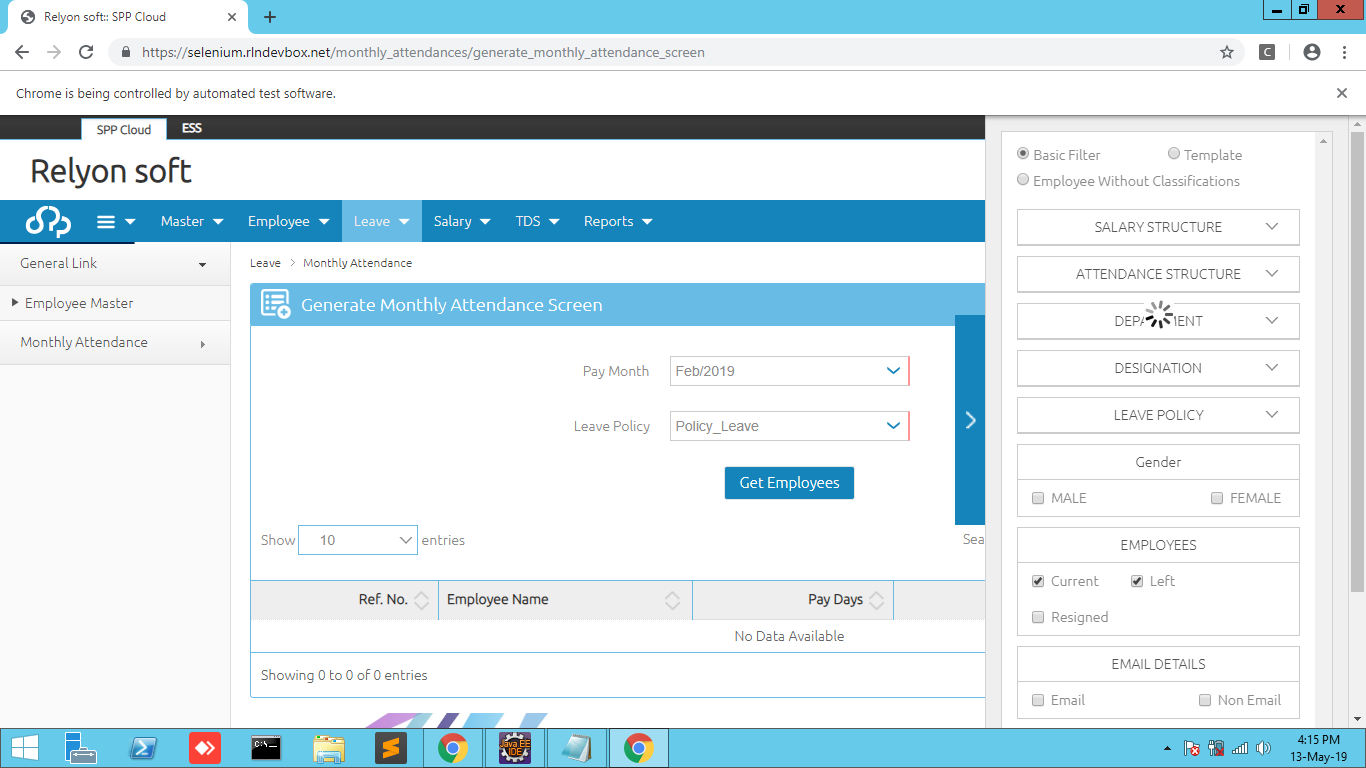 Relyon soft:: SPP Cloud
https://selenium.rlndevbox.net/monthly_attendances/generate_monthly_attendance_screen
C
Chrome is being controlled by automated test software.
SPP Cloud ESS
Relyon soft
Master Employee Leave Salary TDS Reports
General Link
Employee Master
Monthly Attendance
Leave > Monthly Attendance
Generate Monthly Attendance Screen
Pay Month Feb/2019
Leave Policy Policy_Leave
Get Employees
Show 10 entries
Sea
Ref. No. Employee Name Pay Days
No Data Available
Showing 0 to 0 of 0 entries
Basic Filter Template
Employee Without Classifications
SALARY STRUCTURE
ATTENDANCE STRUCTURE
DEPA MENT
DESIGNATION
LEAVE POLICY
Gender
MALE FEMALE
EMPLOYEES
Current Left
Resigned
EMAIL DETAILS
Email Non Email
C:\
Java EE
IDE
4:15 PM
13-May-19